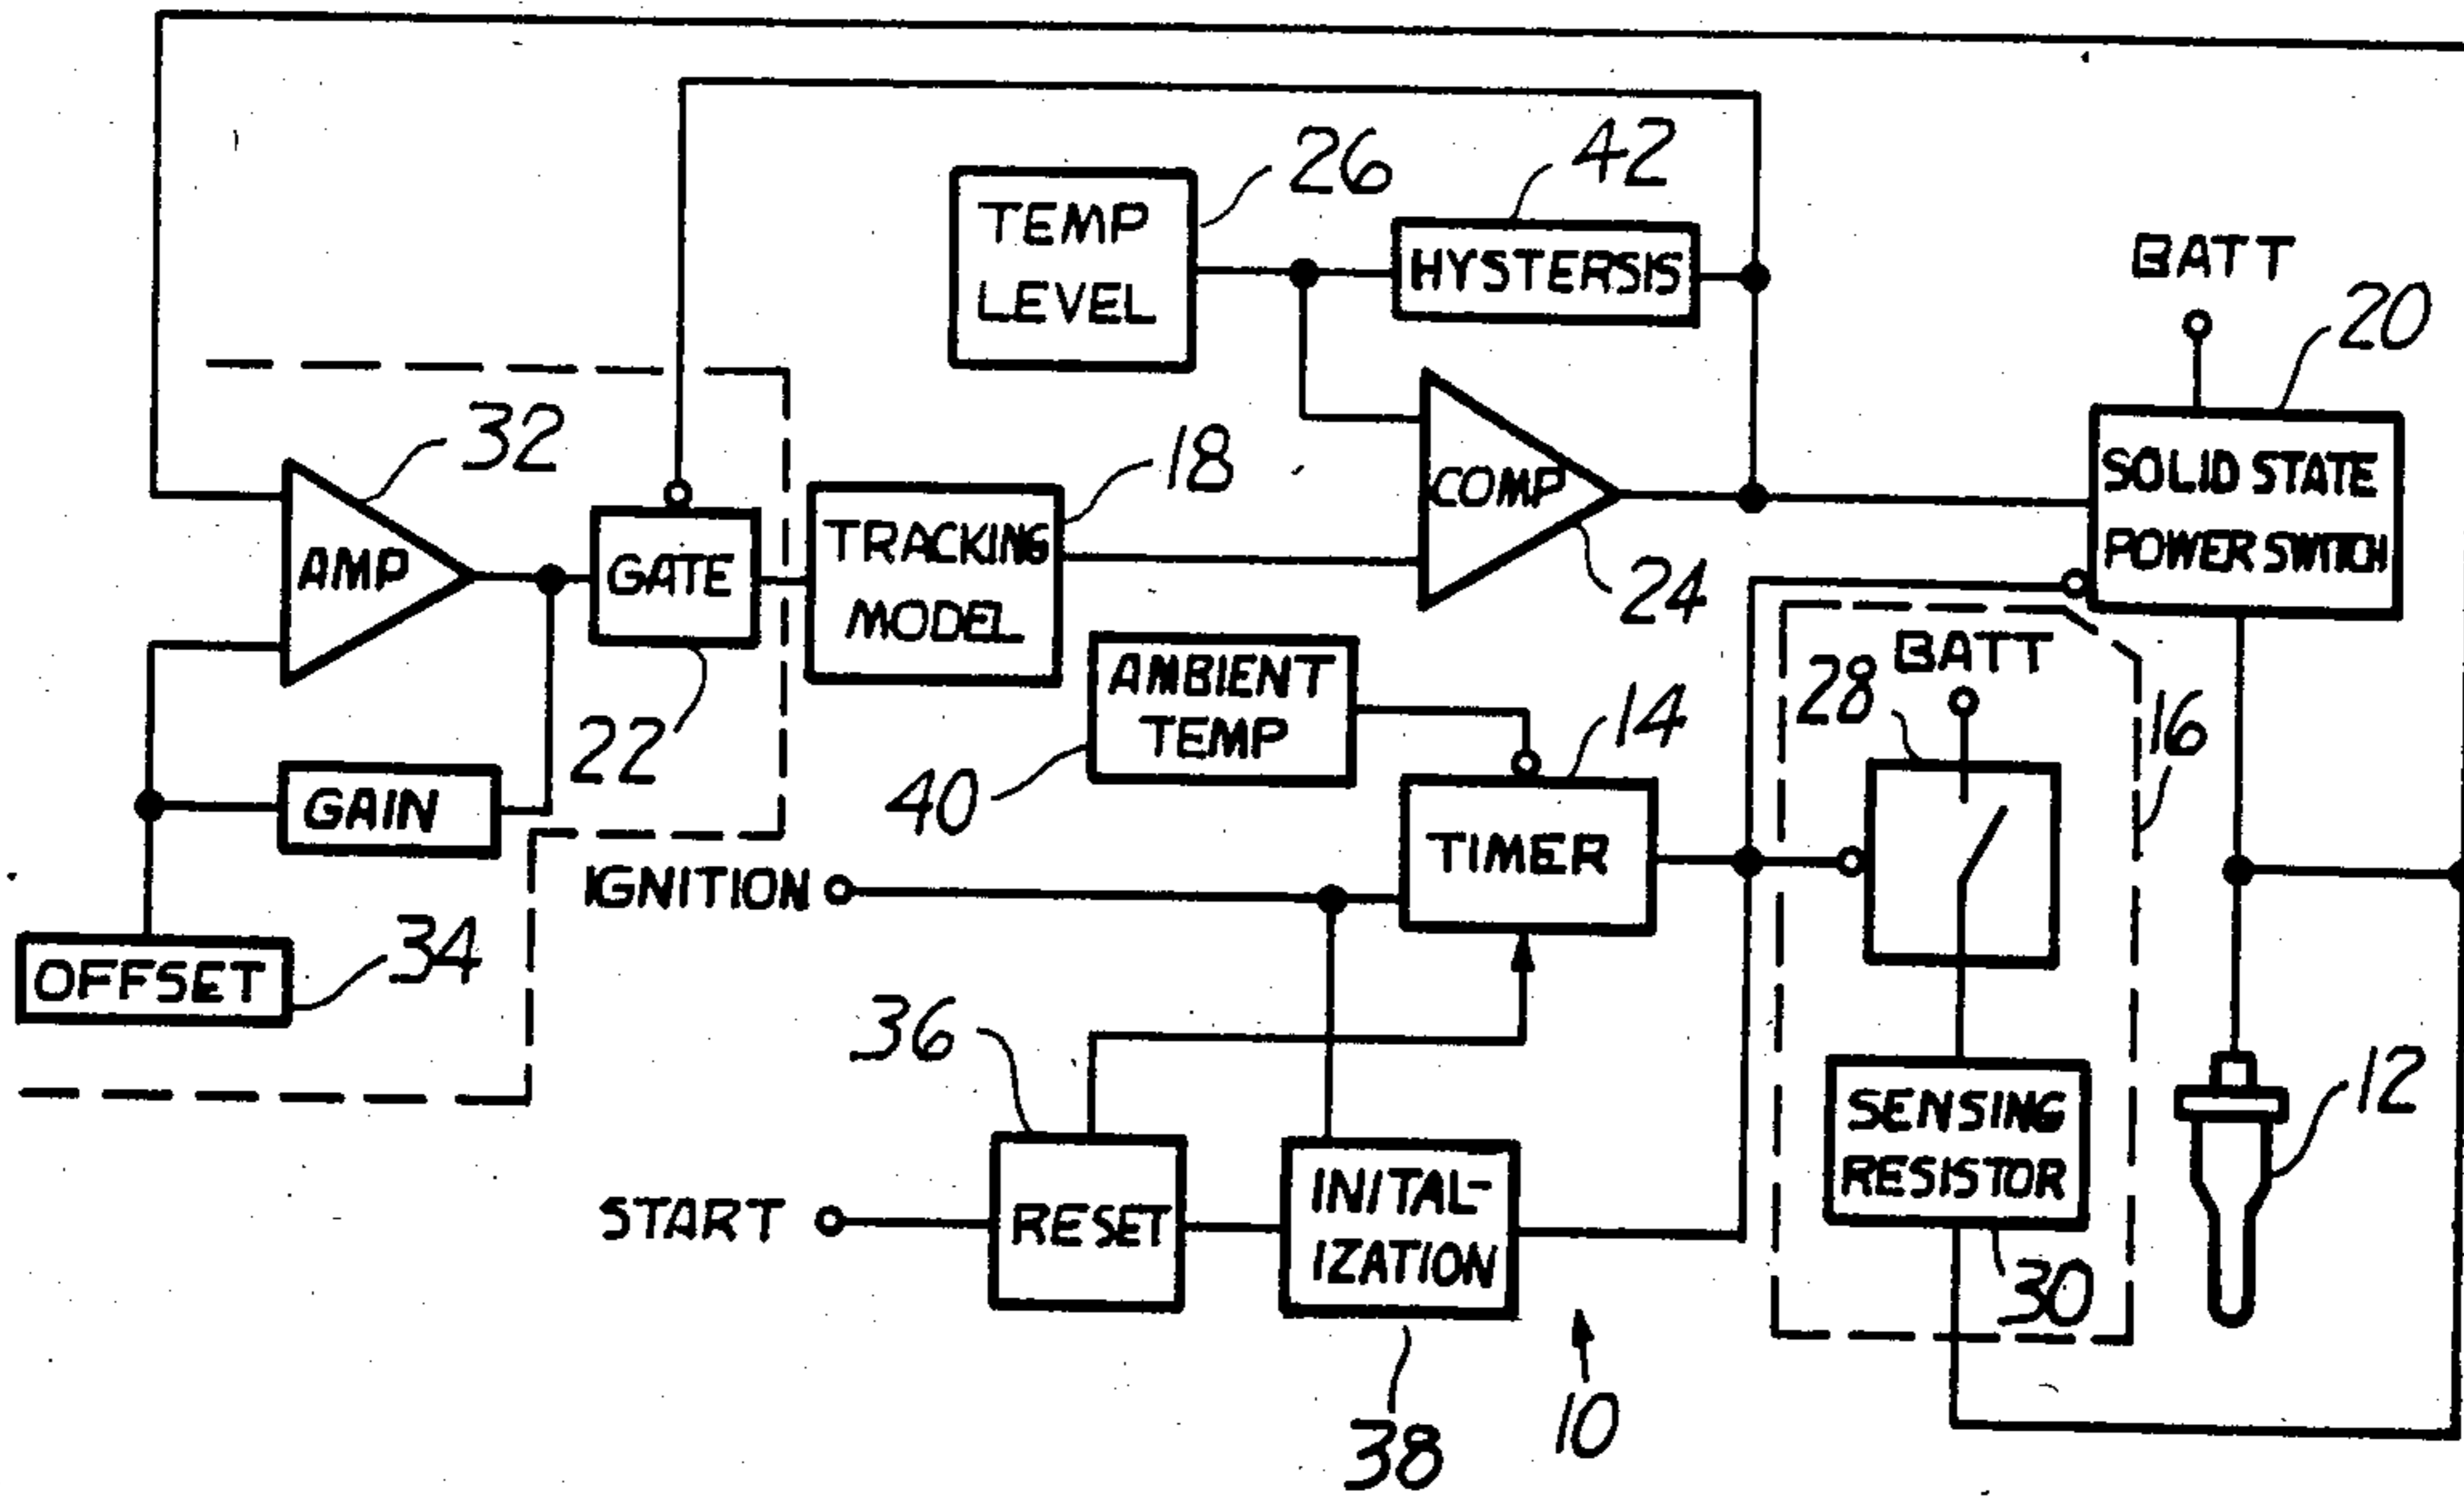 26
42
TEMP
LEVEL
HYSTERSIS
BATT
20
32
18
AMP
GATE
TRACKING
MODEL
COMP
24
SOLID STATE
POWER SWITCH
22
AMBIENT
TEMP
40
14
28
BATT
16
GAIN
IGNITION
TIMER
OFFSET
34
36
START
RESET
INITAL-
IZATION
SENSING
RESISTOR
12
30
38
10